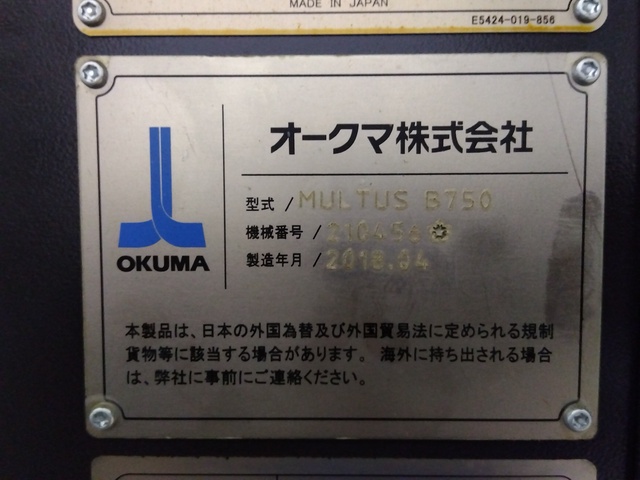 MADE IN JAPAN
E5424-019-856
オークマ株式会社
OKUMA
型式 / MULTUS B750
機械番号 / 210456
製造年月 / 2018.04
本製品は、日本の外国為替及び外国貿易法に定められる規制
貨物等に該当する場合があります。 海外に持ち出される場合
は、弊社に事前にご連絡ください。